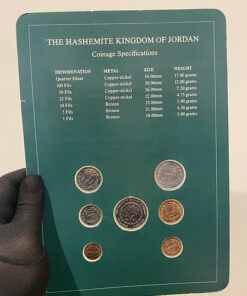 THE HASHEMITE KINGDOM OF JORDAN
Coinage Specifications
DENOMINATION METAL SIZE WEIGHT
Quarter Dinar Copper-nickel 34.00mm 17.00 grams
100 Fils Copper-nickel 30.00mm 12.00 grams
50 Fils Copper-nickel 26.00mm 7.50 grams
25 Fils Copper-nickel 22.00mm 4.75 grams
10 Fils Bronze 25.00mm 5.90 grams
5 Fils Bronze 21.00mm 4.50 grams
1 Fils Bronze 18.00mm 3.00 grams